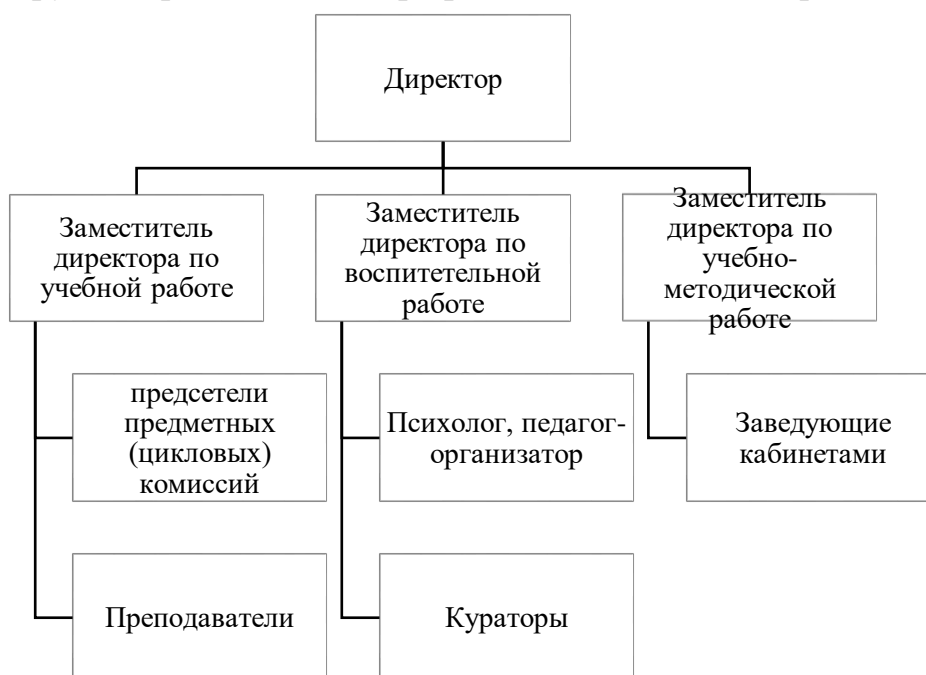 Директор
Заместитель
директора по
учебной работе
Заместитель
директора по
воспитетельной
работе
Заместитель
директора по
учебно-
методической
работе
предсетели
предметных
(цикловых)
комиссий
Психолог, педагог-
организатор
Заведующие
кабинетами
Преподаватели
Кураторы